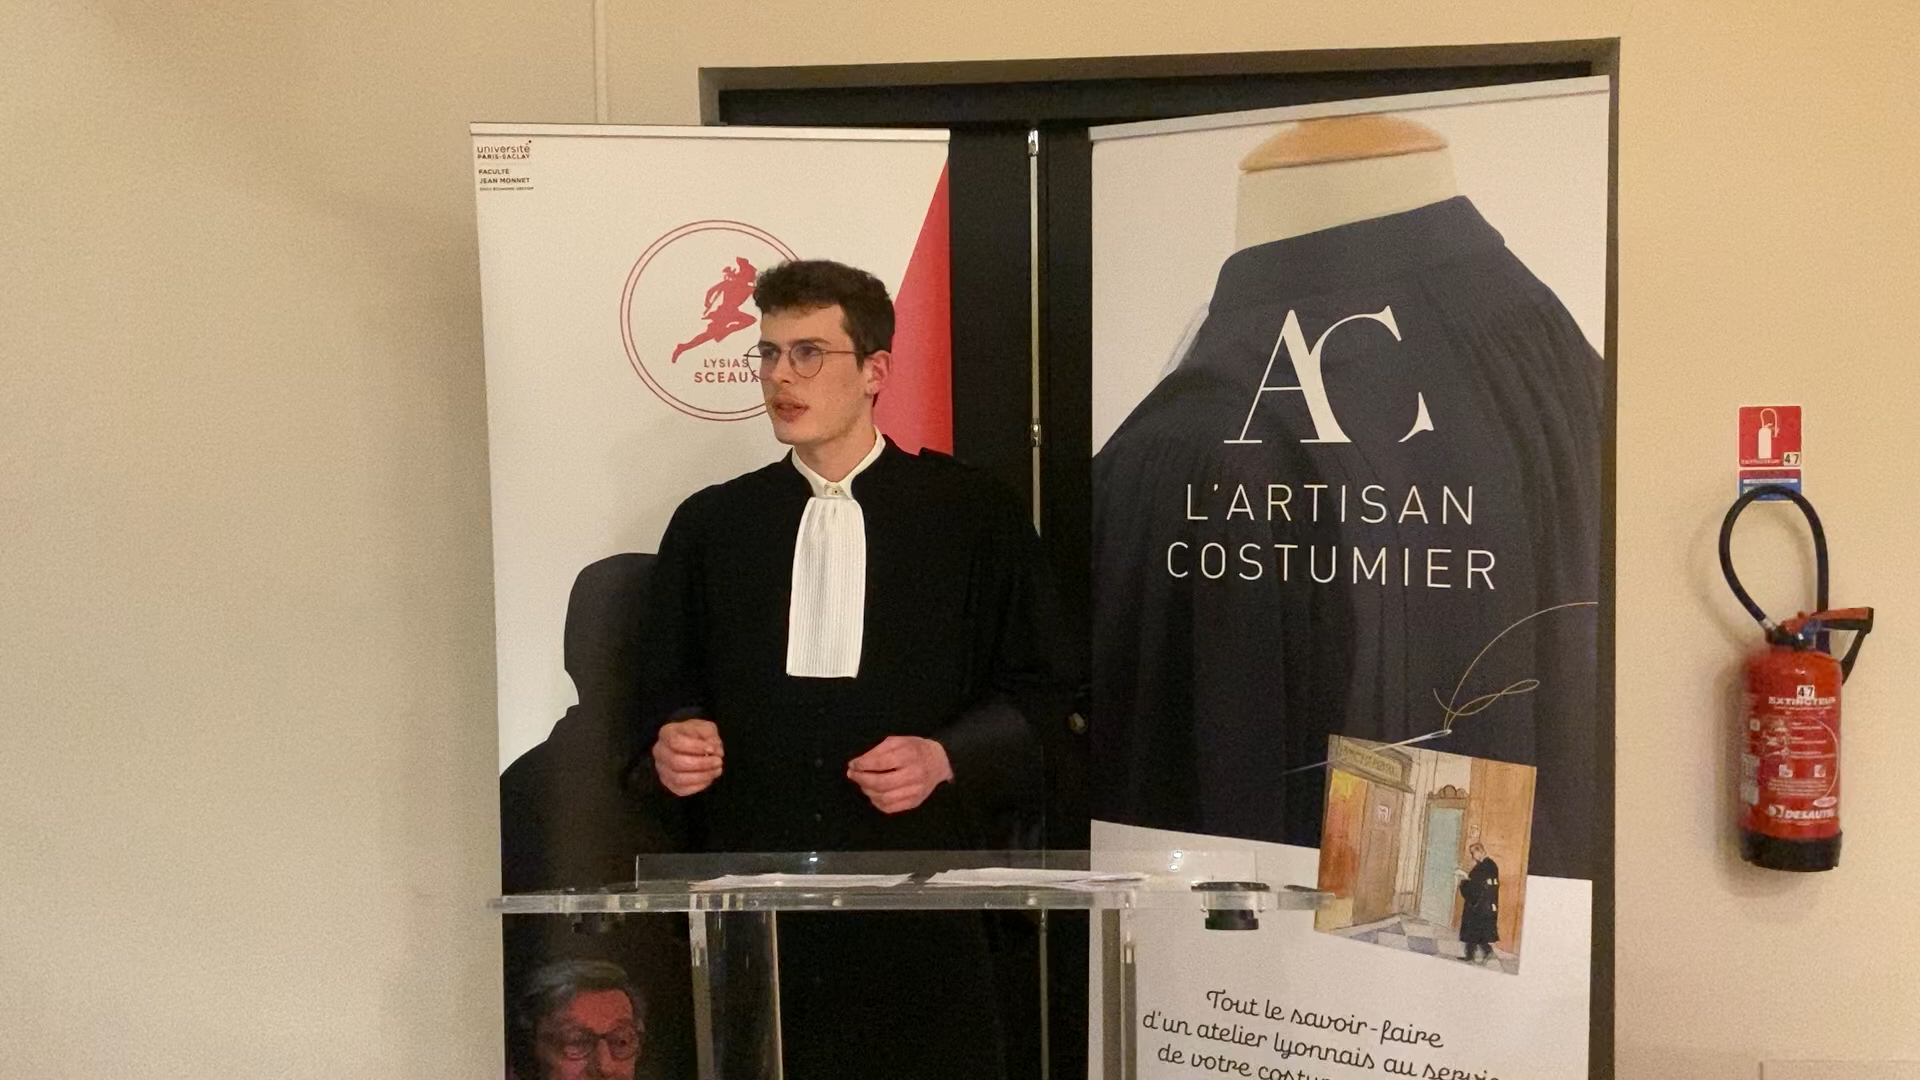 université
PARIS-SACLAY
FACULTÉ
JEAN MONNET
LYSIAS
SCEAUX
AC
L'ARTISAN
COSTUMIER
Tout le savoir-faire
d'un atelier lyonnais au service
de votre
47
47
EXTINCTEUR
DESAUTEL